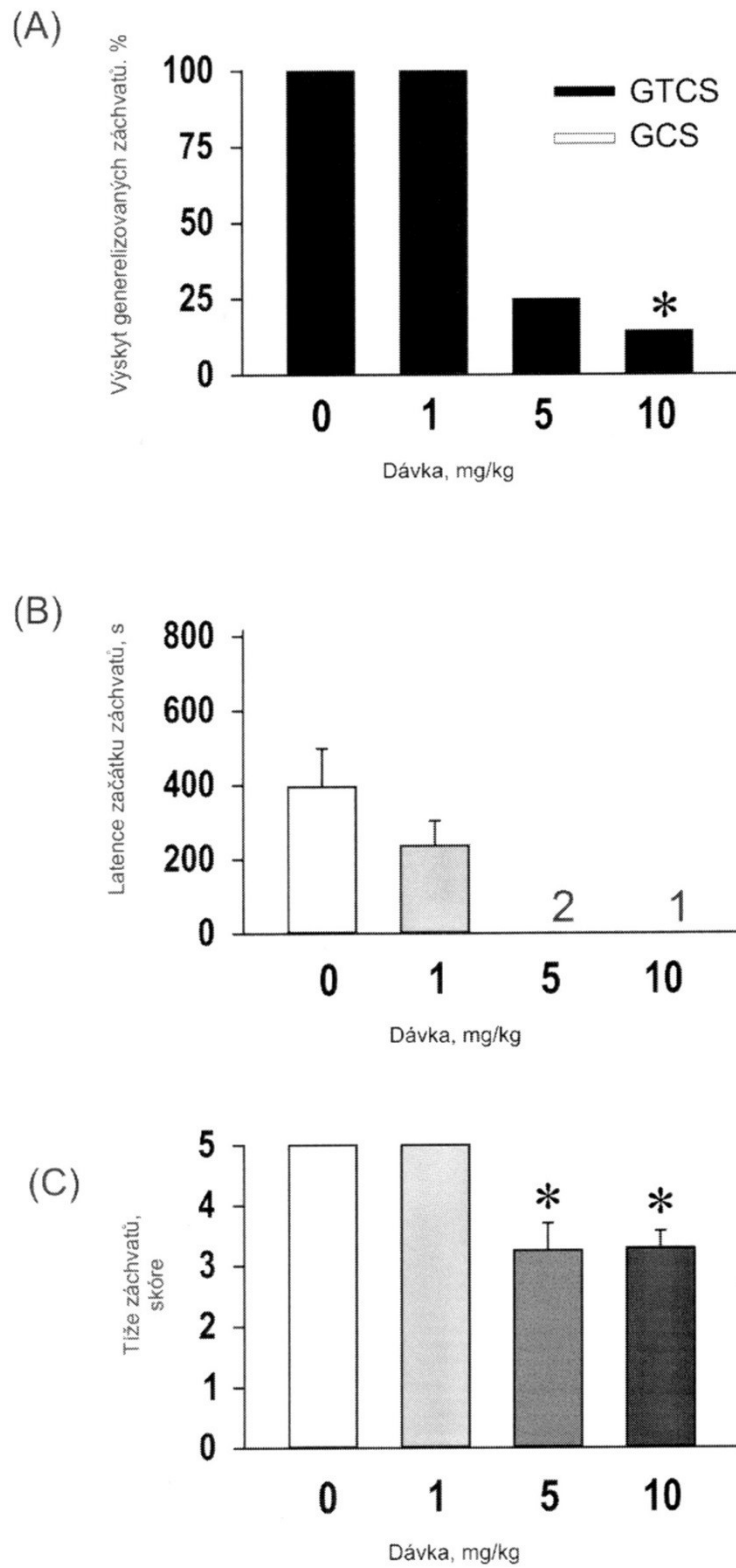 (A)
Výskyt generelizovaných záchvatů. %
100
75
50
25
0
GTCS
GCS
*
0 1 5 10
Dávka, mg/kg
(B)
Latence začátku záchvatů, s
800
600
400
200
0
2 1
0 1 5 10
Dávka, mg/kg
(C)
Tíže záchvatů,
skóre
5
4
3
2
1
0
* *
0 1 5 10
Dávka, mg/kg